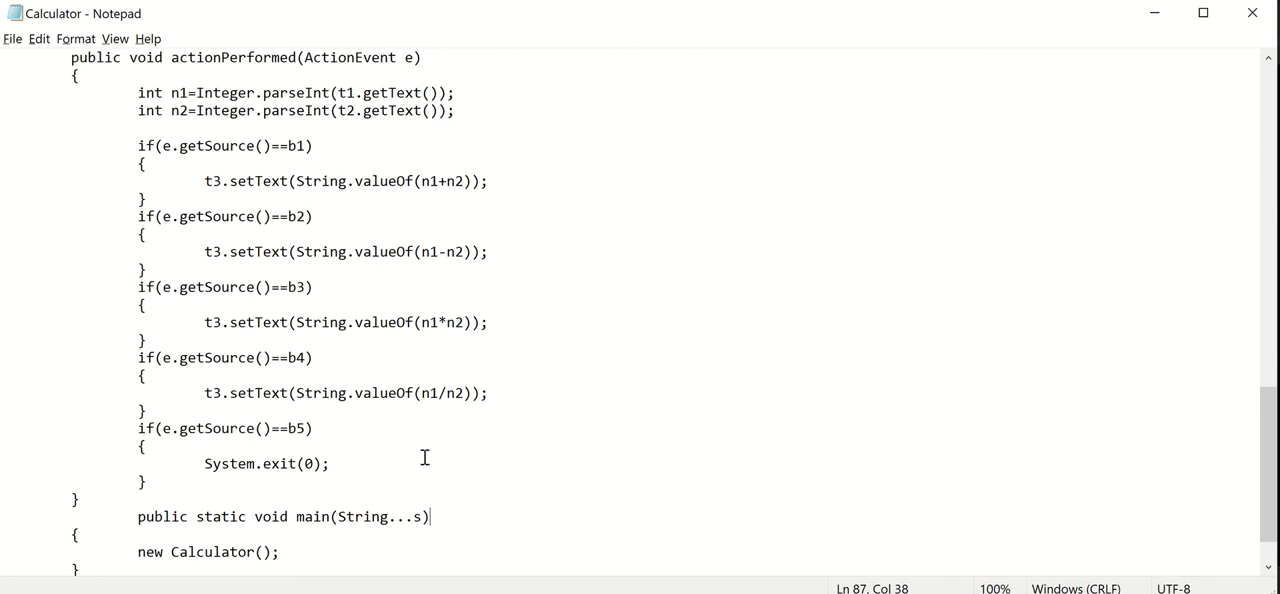 Calculator - Notepad
File Edit Format View Help
public void actionPerformed(ActionEvent e)
{
int n1=Integer.parseInt(t1.getText());
int n2=Integer.parseInt(t2.getText());
if(e.getSource()==b1)
{
t3.setText(String.valueOf(n1+n2));
}
if(e.getSource()==b2)
{
t3.setText(String.valueOf(n1-n2));
}
if(e.getSource()==b3)
{
t3.setText(String.valueOf(n1*n2));
}
if(e.getSource()==b4)
{
t3.setText(String.valueOf(n1/n2));
}
if(e.getSource()==b5)
{
System.exit(0);
}
}
public static void main(String...s)
{
new Calculator();
}
Ln 87, Col 38 100% Windows (CRLF) UTF-8